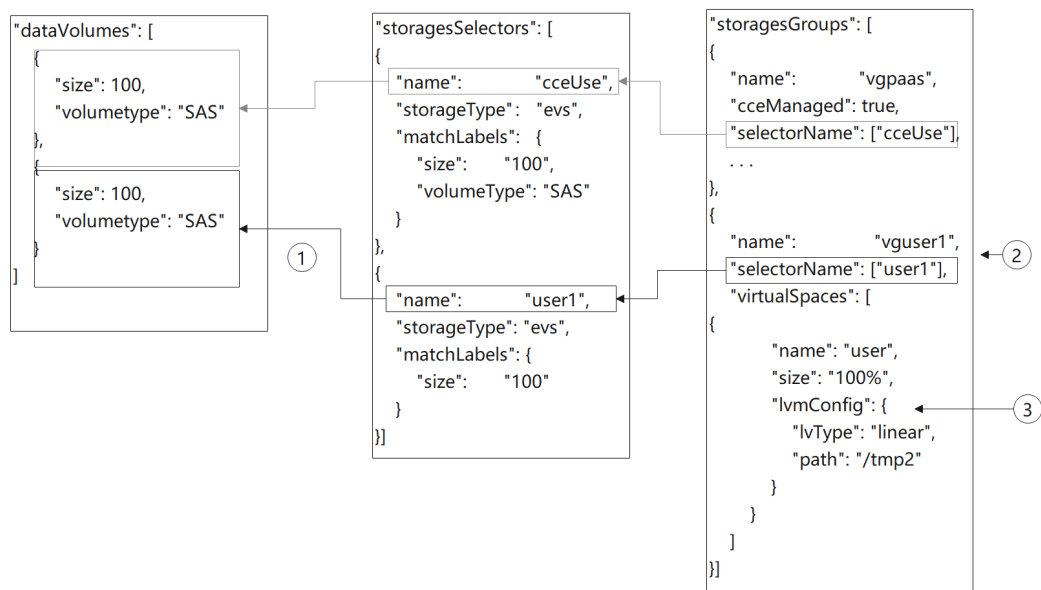 "dataVolumes": [
{
"size": 100,
"volumetype": "SAS"
},
{
"size": 100,
"volumetype": "SAS"
}
]
1
"storagesSelectors": [
{
"name": "cceUse",
"storageType": "evs",
"matchLabels": {
"size": "100",
"volumeType": "SAS"
}
},
{
"name": "user1",
"storageType": "evs",
"matchLabels": {
"size": "100"
}
}]
"storagesGroups": [
{
"name": "vgpaas",
"cceManaged": true,
"selectorName": ["cceUse"],
. . .
},
{
"name": "vguser1",
"selectorName": ["user1"],
"virtualSpaces": [
{
"name": "user",
"size": "100%",
"lvmConfig": {
"lvType": "linear",
"path": "/tmp2"
}
}
]
}]
2
3